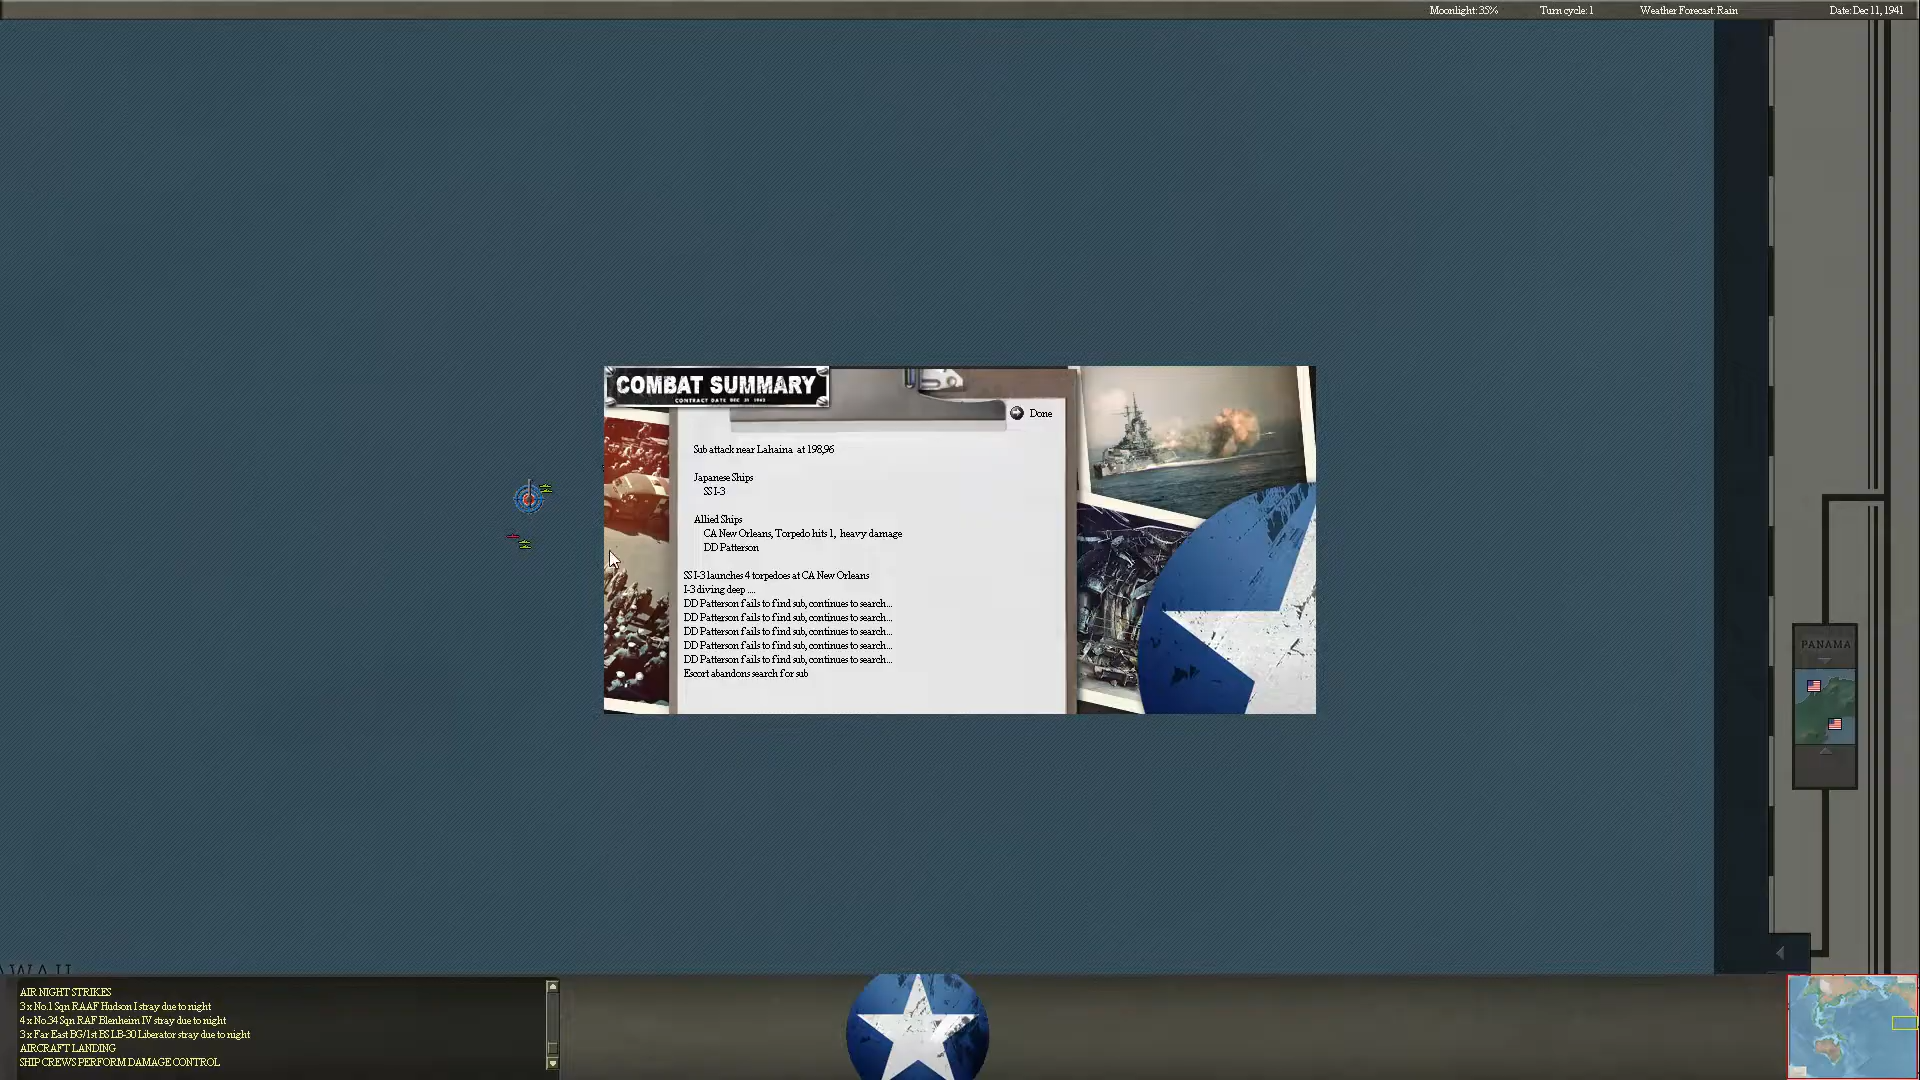 Moonlight: 35% Turn cycle: 1 Weather Forecast: Rain Date: Dec 11, 1941
COMBAT SUMMARY
CONTRACT DATE DEC 31 1942
Done
Sub attack near Lahaina at 198,96
Japanese Ships
SS I-3
Allied Ships
CA New Orleans, Torpedo hits 1, heavy damage
DD Patterson
SS I-3 launches 4 torpedoes at CA New Orleans
I-3 diving deep ....
DD Patterson fails to find sub, continues to search...
DD Patterson fails to find sub, continues to search...
DD Patterson fails to find sub, continues to search...
DD Patterson fails to find sub, continues to search...
DD Patterson fails to find sub, continues to search...
Escort abandons search for sub
PANAMA
AIR NIGHT STRIKES
3 x No.1 Sqn RAAF Hudson I stray due to night
4 x No.34 Sqn RAF Blenheim IV stray due to night
3 x Far East BG/1st BS LB-30 Liberator stray due to night
AIRCRAFT LANDING
SHIP CREWS PERFORM DAMAGE CONTROL